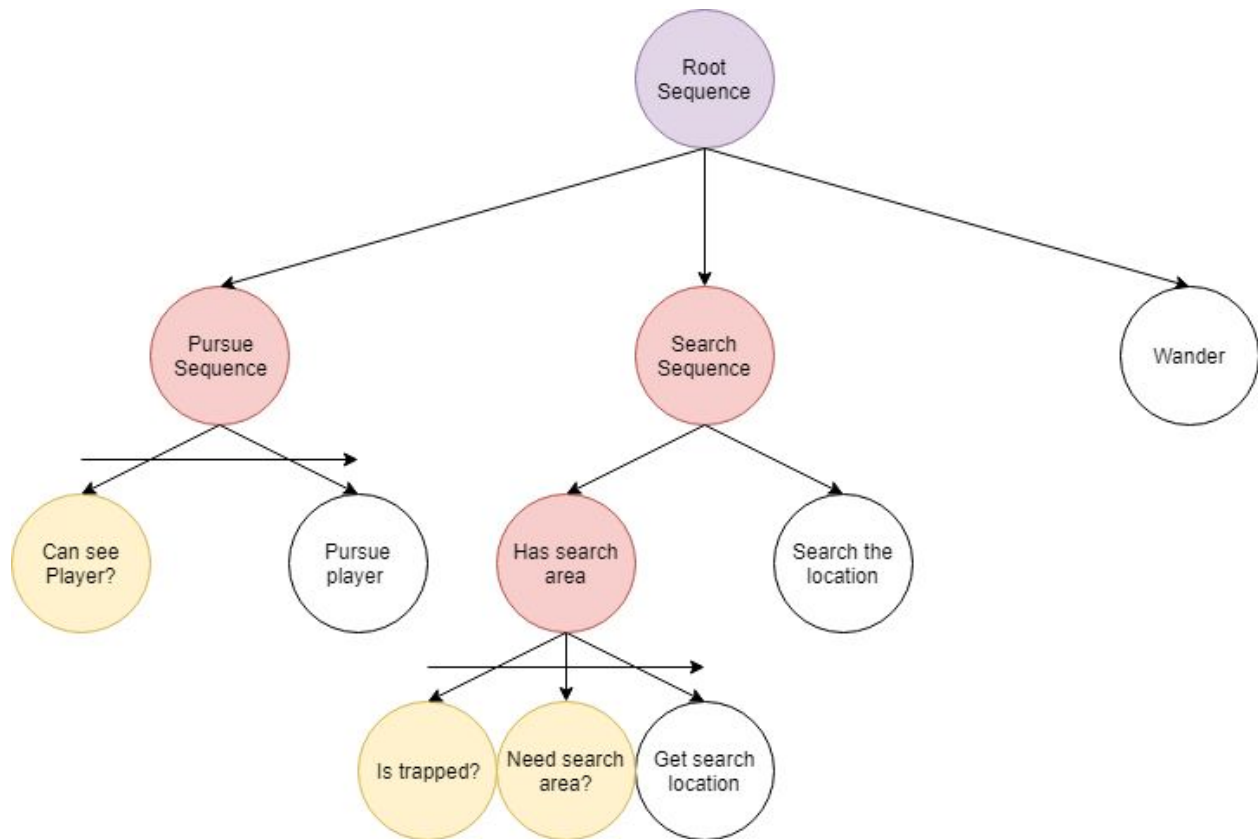 Root
Sequence
Pursue
Sequence
Search
Sequence
Wander
Can see
Player?
Pursue
player
Has search
area
Search the
location
Is trapped?
Need search
area?
Get search
location